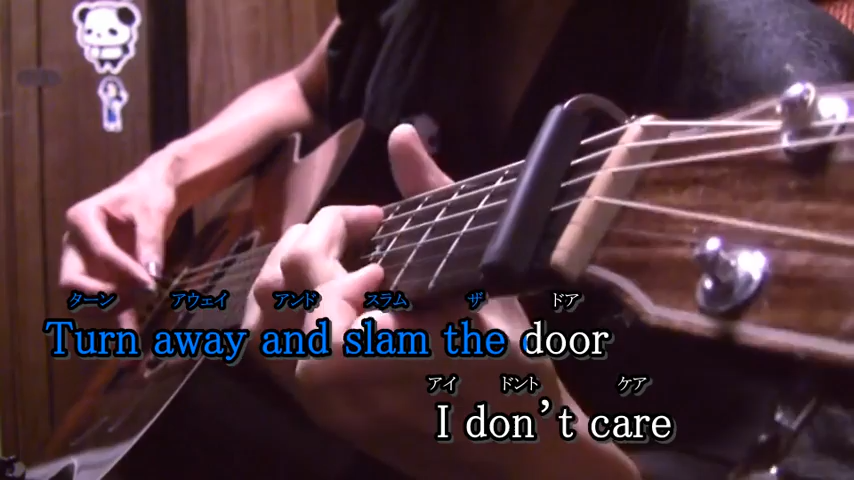 ターン アウェイ アンド スラム ザ ドア
Turn away and slam the door
アイ ドント ケア
I don't care